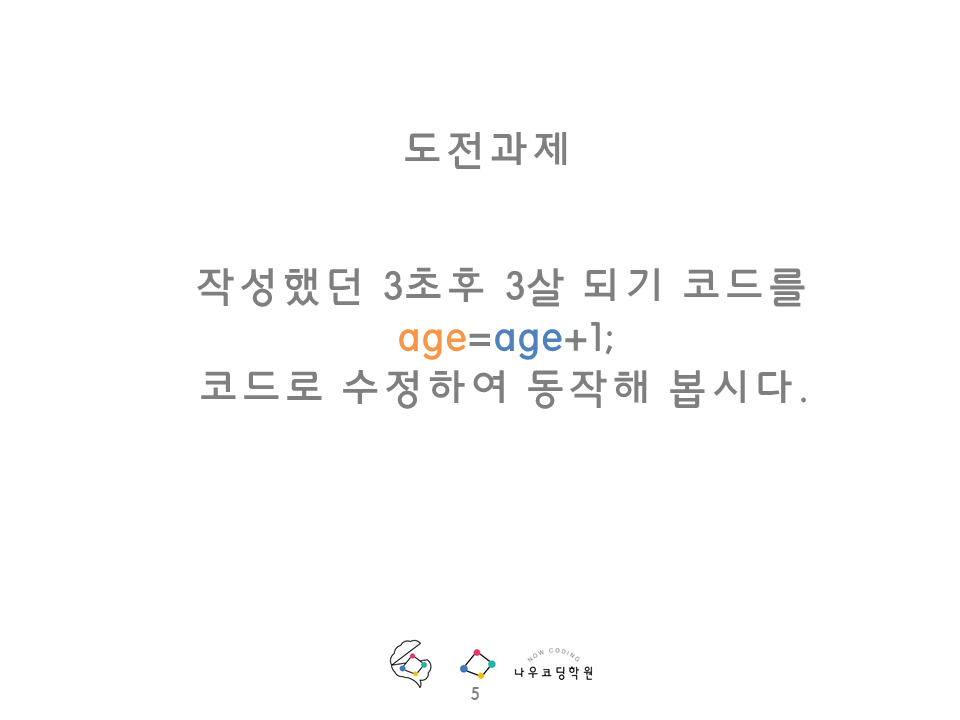 도전과제
작성했던 3초후 3살 되기 코드를
age=age+1;
코드로 수정하여 동작해 봅시다.
NOW CODING
나우코딩학원
5